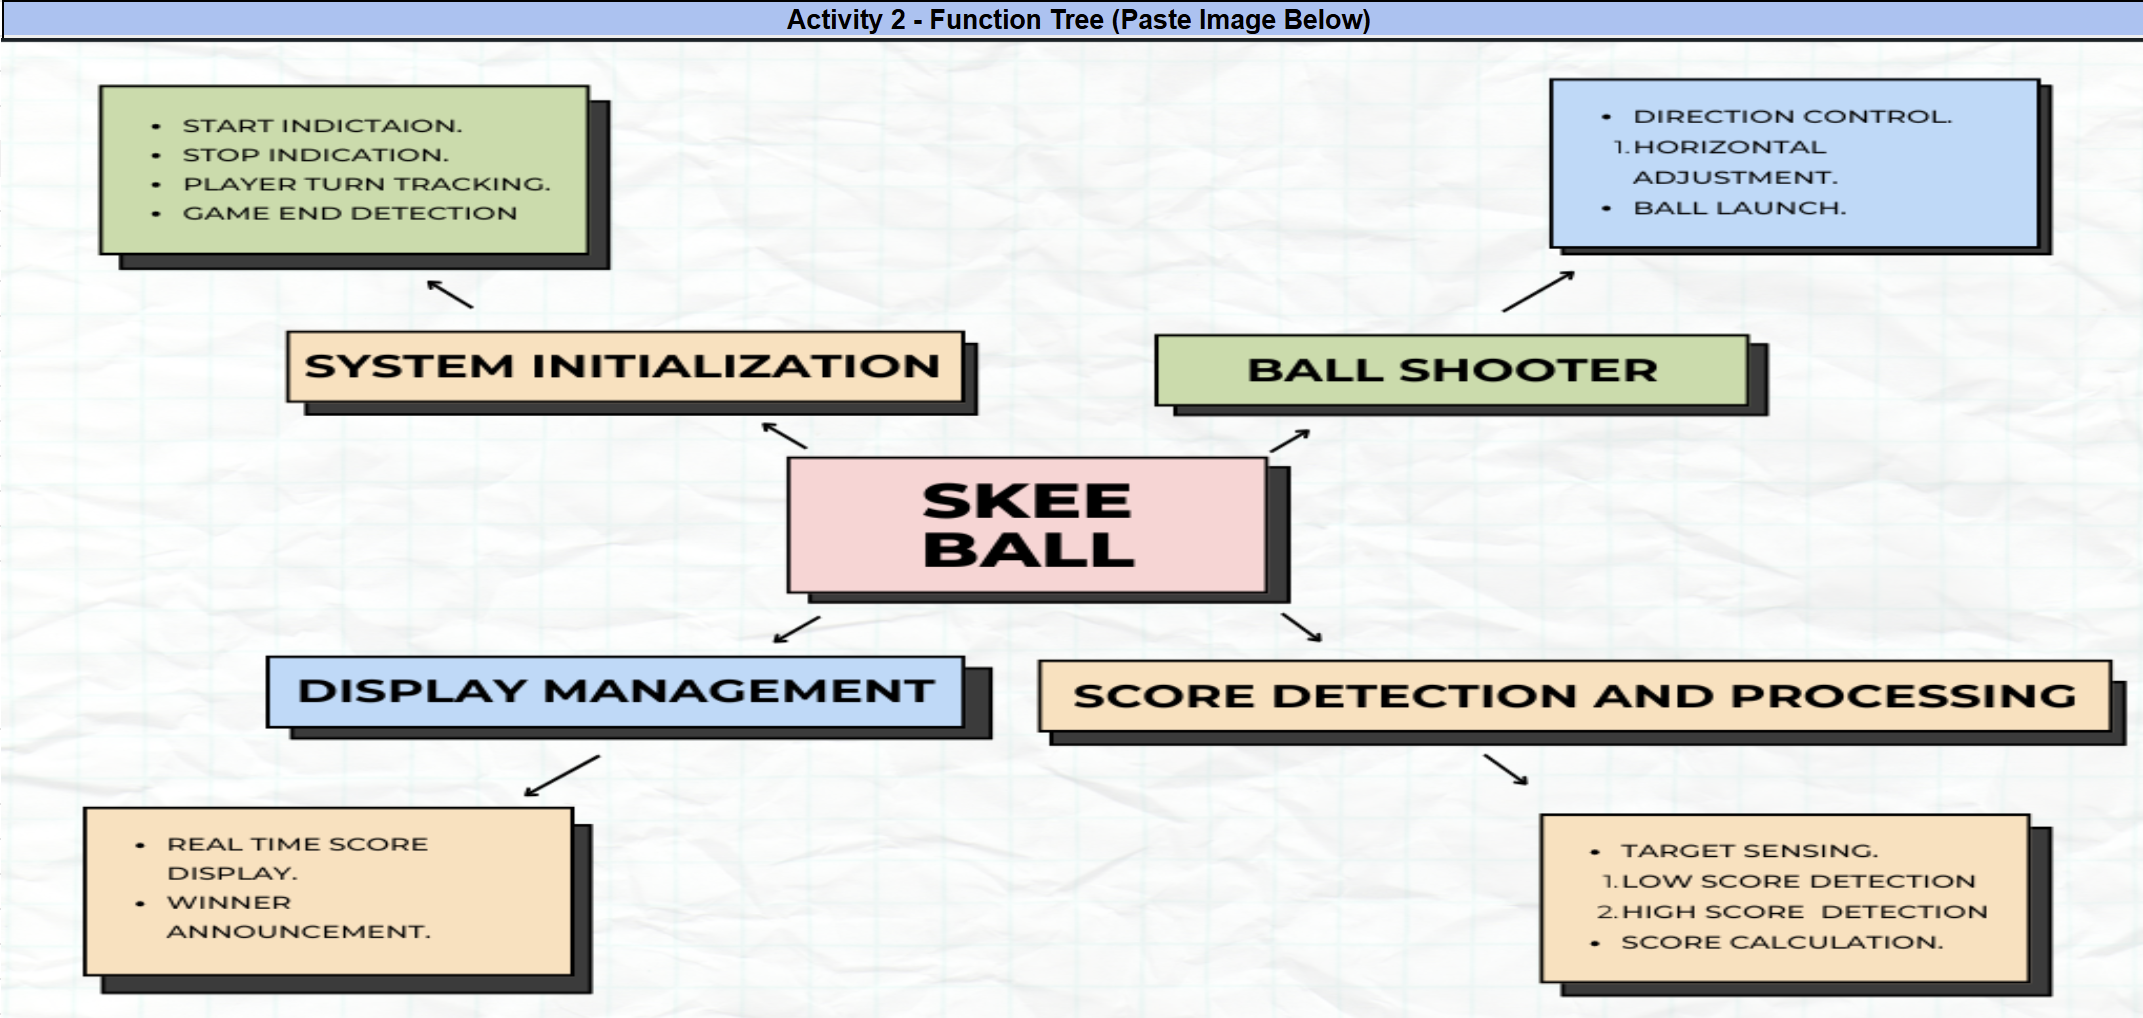 Activity 2 - Function Tree (Paste Image Below)
• START INDICTAION.
• STOP INDICATION.
• PLAYER TURN TRACKING.
• GAME END DETECTION
• DIRECTION CONTROL.
1. HORIZONTAL
ADJUSTMENT.
• BALL LAUNCH.
SYSTEM INITIALIZATION
BALL SHOOTER
SKEE
BALL
DISPLAY MANAGEMENT
SCORE DETECTION AND PROCESSING
• REAL TIME SCORE
DISPLAY.
• WINNER
ANNOUNCEMENT.
• TARGET SENSING.
1. LOW SCORE DETECTION
2. HIGH SCORE DETECTION
• SCORE CALCULATION.